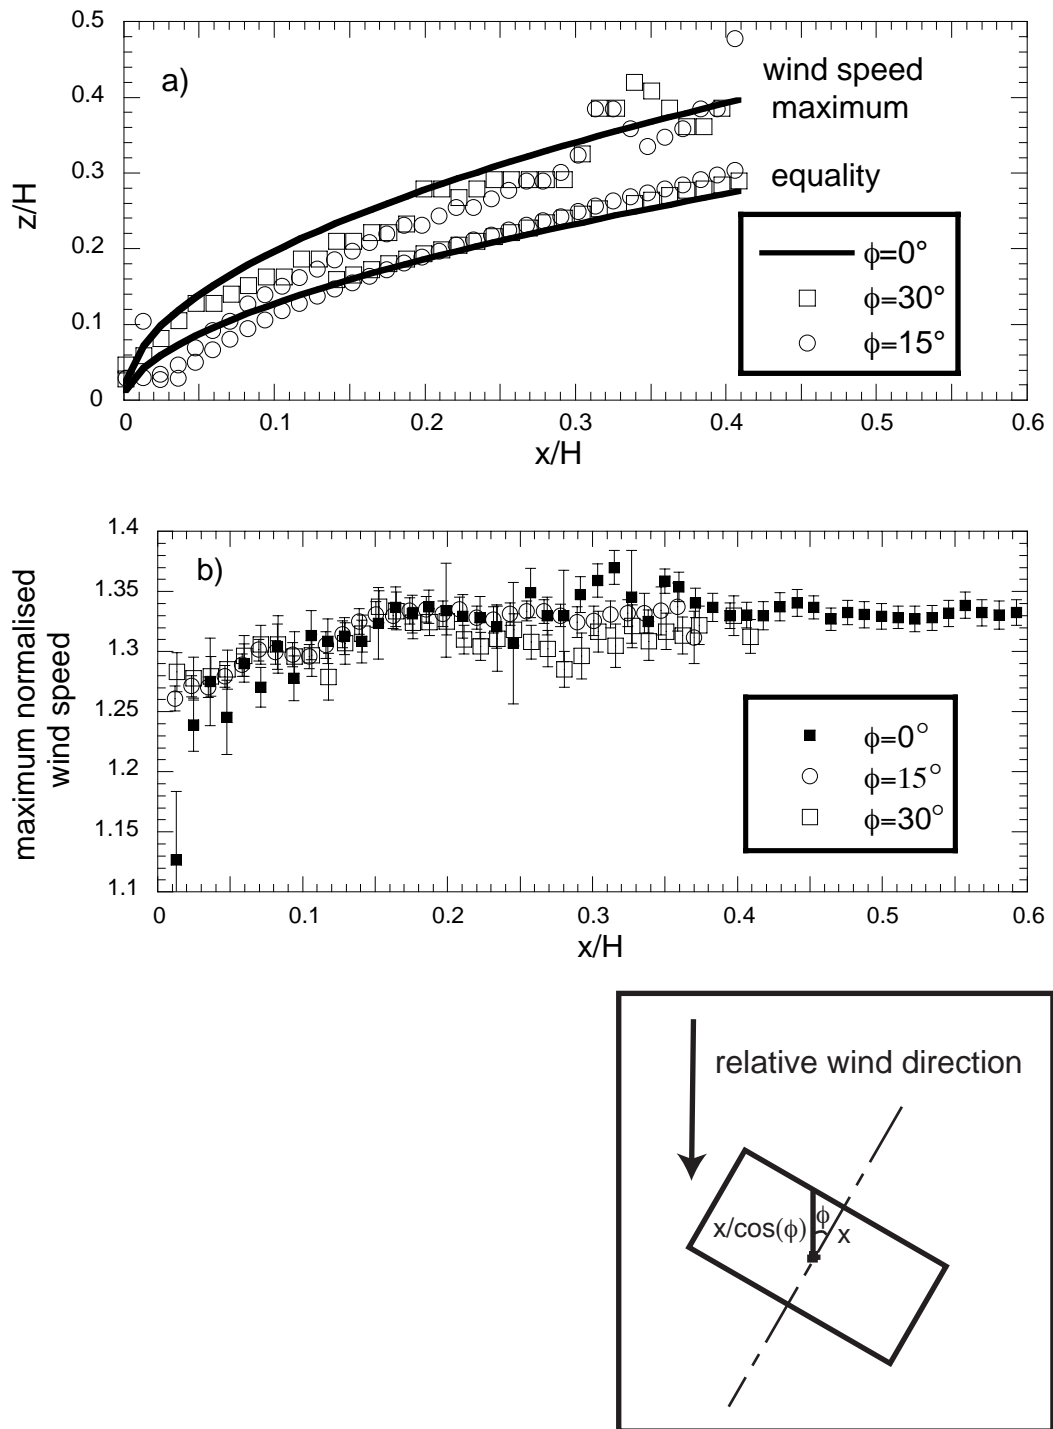 0.5
0.4
0.3
0.2
0.1
0
z/H
a)
wind speed
maximum
equality
ϕ=0°
ϕ=30°
ϕ=15°
0 0.1 0.2 0.3 0.4 0.5 0.6
x/H
1.4
1.35
1.3
1.25
1.2
1.15
1.1
maximum normalised
wind speed
b)
ϕ=0°
ϕ=15°
ϕ=30°
0 0.1 0.2 0.3 0.4 0.5 0.6
x/H
relative wind direction
x/cos(ϕ) ϕ x